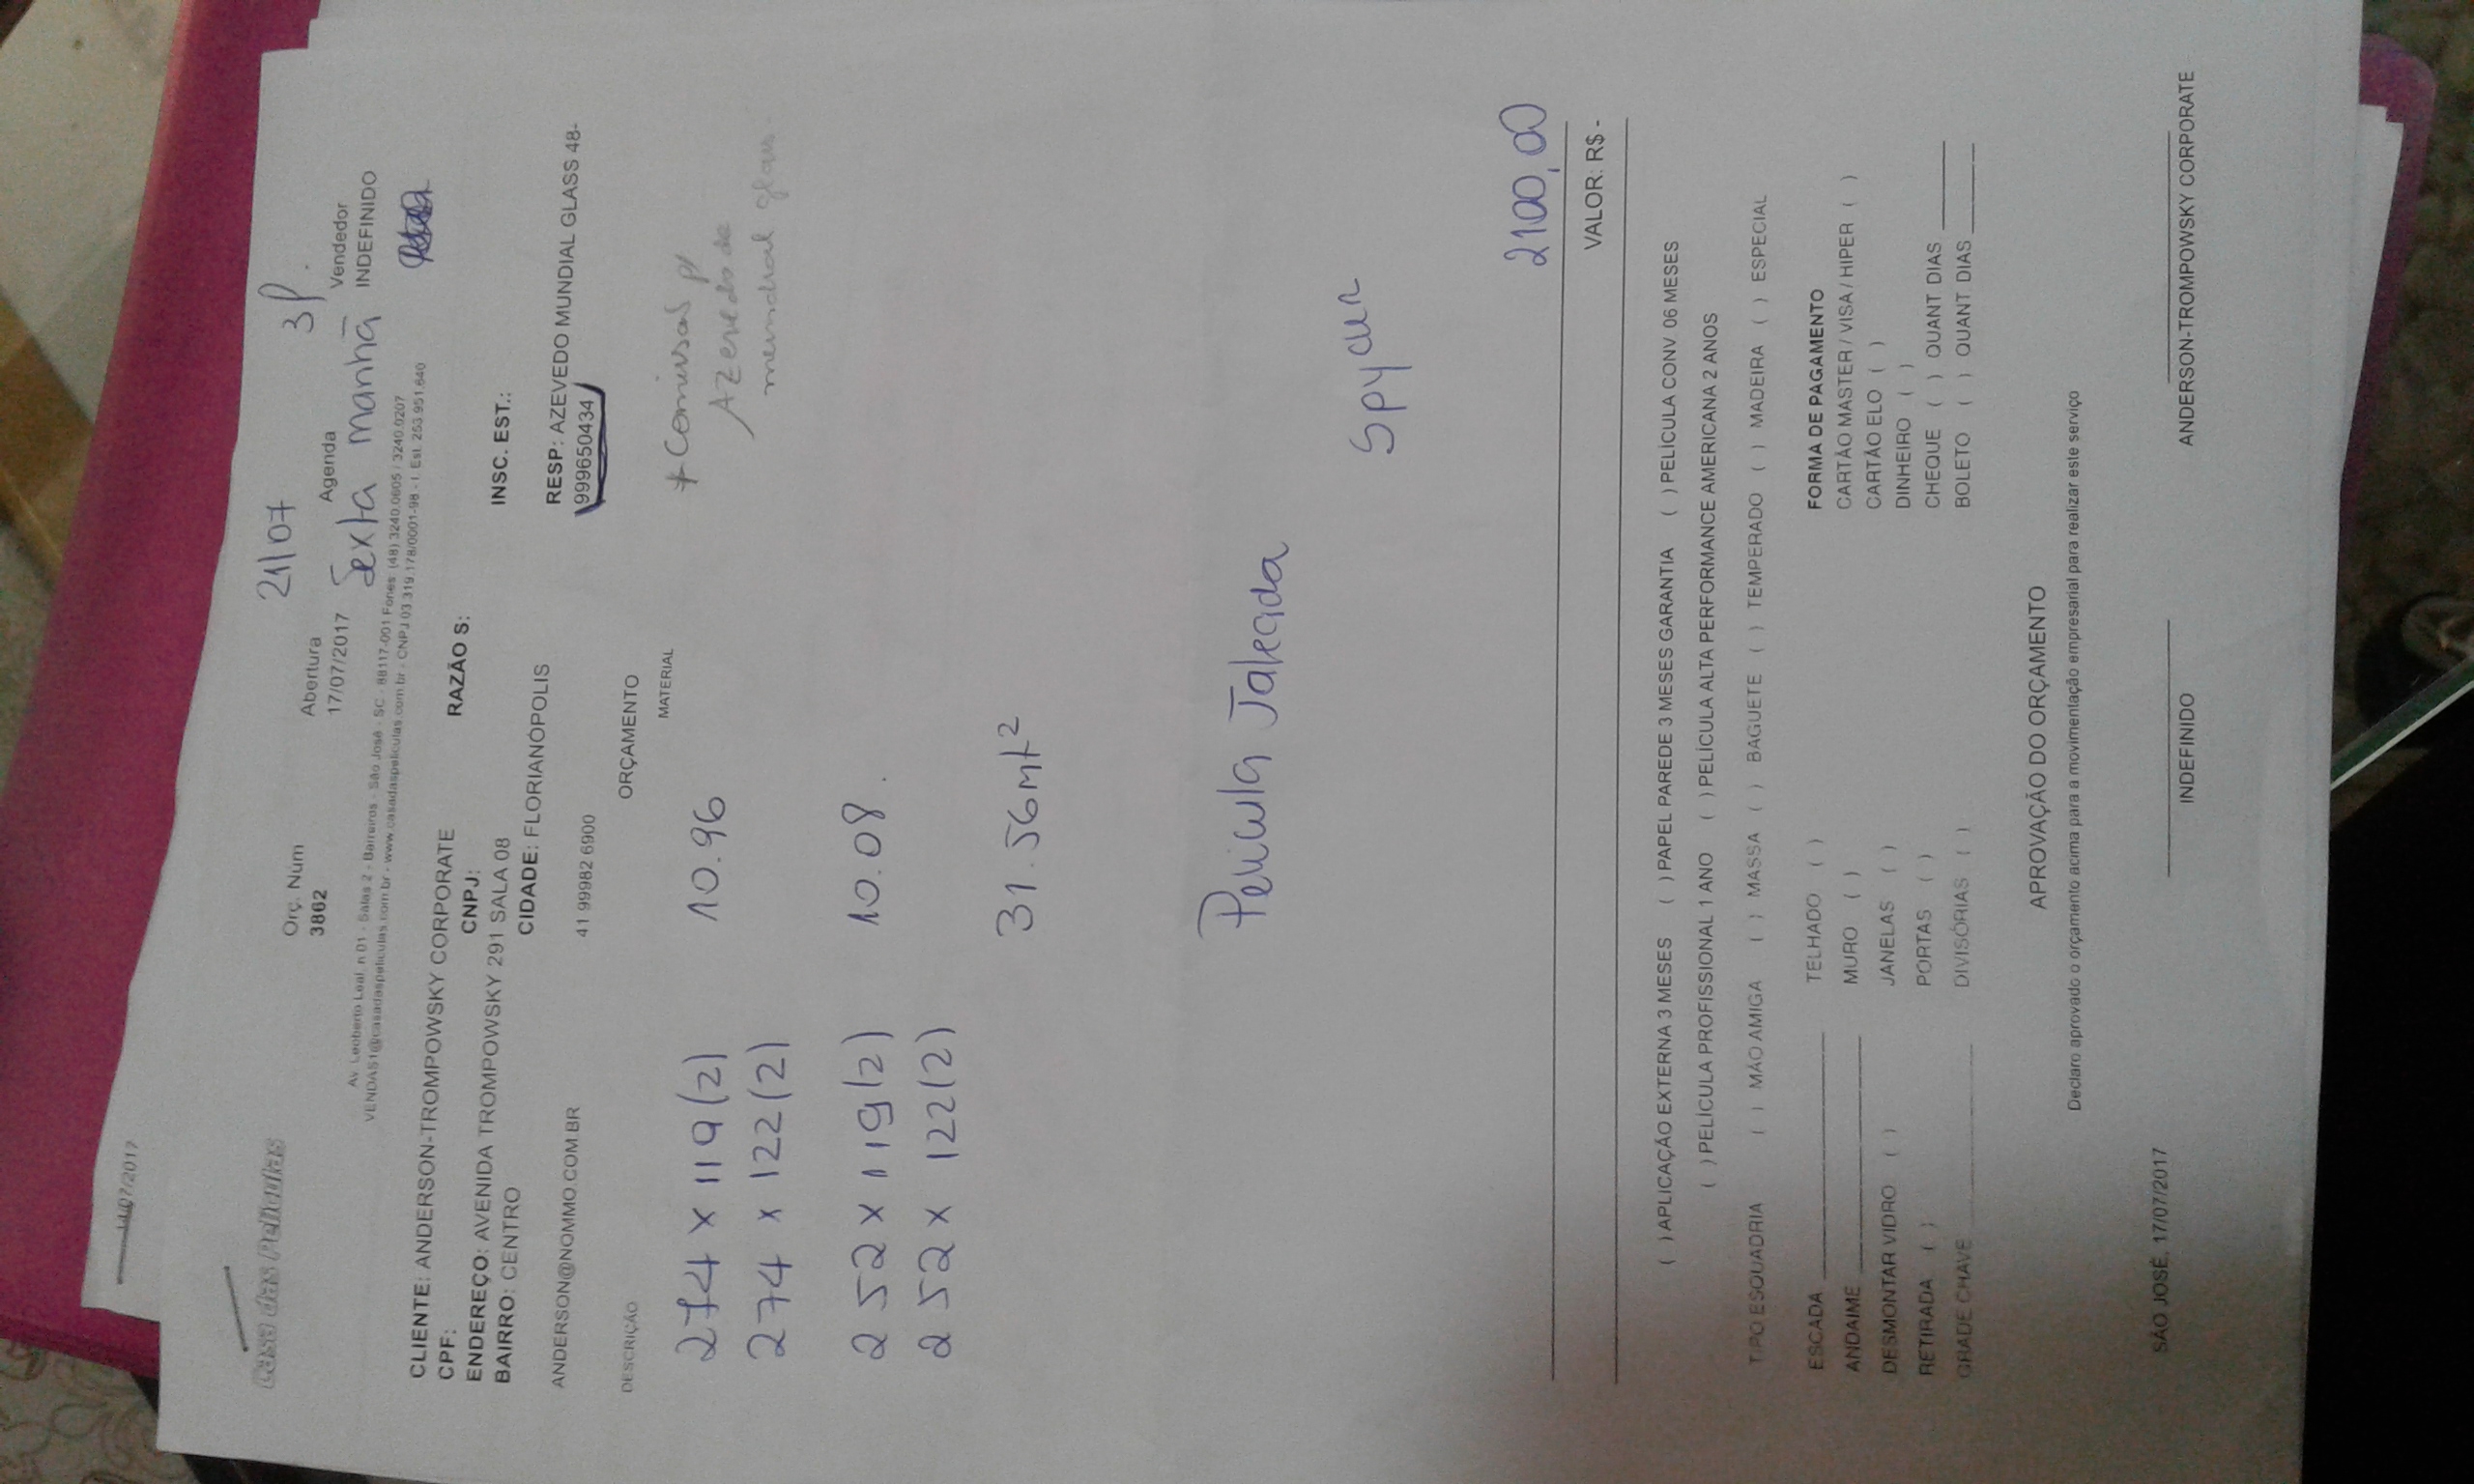 21/07
3P.
Casa das Películas
Orç. Num
3862
Abertura
17/07/2017
Agenda
Sexta manhã
Vendedor
INDEFINIDO
Av. Leoberto Leal, n 01 - Sala 2 - Barreiros - São José - SC - 88117-001 Fones: (48) 3240.0605 / 3240.0207
VENDAS1@casadaspeliculas.com.br - www.casadaspeliculas.com.br - CNPJ 03.319.178/0001-98 - I. Est. 253.951.640
CLIENTE: ANDERSON-TROMPOWSKY CORPORATE
CPF: CNPJ: RAZÃO S:
ENDEREÇO: AVENIDA TROMPOWSKY 291 SALA 08
BAIRRO: CENTRO CIDADE: FLORIANÓPOLIS INSC. EST.:
ANDERSON@NOMMO.COM.BR 41 99982 6900 RESP: AZEVEDO MUNDIAL GLASS 48-
999650434
ORÇAMENTO
DESCRIÇÃO MATERIAL
274 x 119 (2) 10.96
274 x 122 (2)
252 x 119 (2) 10.08.
252 x 122 (2)
31.56 mt²
AZevedo de
mundial glass
Pelicula Jateada
2100,00
VALOR: R$ -
( ) APLICAÇÃO EXTERNA 3 MESES ( ) PAPEL PAREDE 3 MESES GARANTIA ( ) PELÍCULA CONV. 06 MESES
( ) PELÍCULA PROFISSIONAL 1 ANO ( ) PELÍCULA ALTA PERFORMANCE AMERICANA 2 ANOS
TIPO ESQUADRIA ( ) MÃO AMIGA ( ) MASSA ( ) BAGUETE ( ) TEMPERADO ( ) MADEIRA ( ) ESPECIAL
ESCADA TELHADO ( ) FORMA DE PAGAMENTO
ANDAIME MURO ( ) CARTÃO MASTER / VISA / HIPER ( )
DESMONTAR VIDRO ( ) JANELAS ( ) CARTÃO ELO ( )
RETIRADA ( ) PORTAS ( ) DINHEIRO ( )
GRADE CHAVE DIVISÓRIAS ( ) CHEQUE ( ) QUANT DIAS
BOLETO ( ) QUANT DIAS
APROVAÇÃO DO ORÇAMENTO
Declaro aprovado o orçamento acima para a movimentação empresarial para realizar este serviço
SÃO JOSÉ, 17/07/2017
INDEFINIDO
ANDERSON-TROMPOWSKY CORPORATE